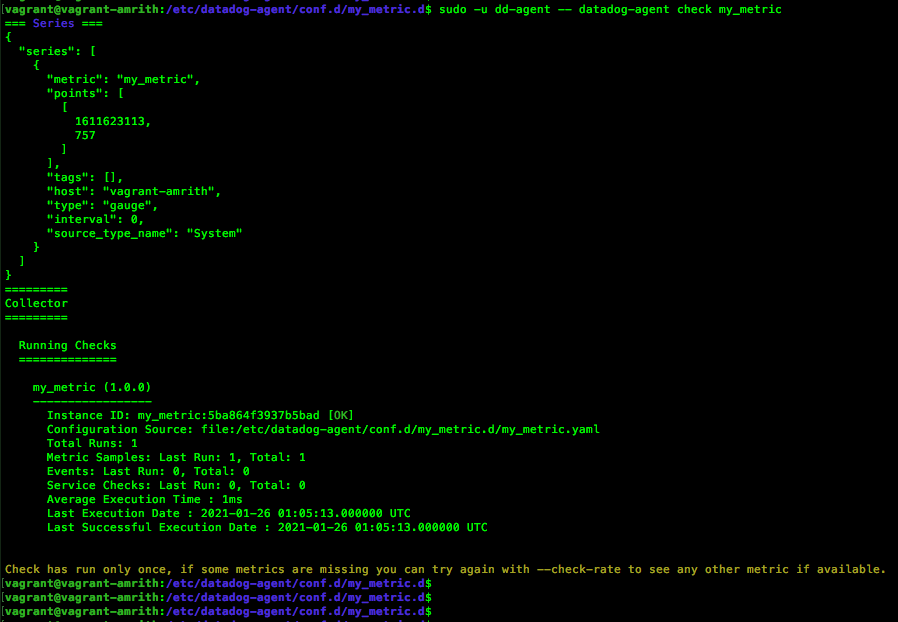 [vagrant@vagrant-amrith:/etc/datadog-agent/conf.d/my_metric.d$ sudo -u dd-agent -- datadog-agent check my_metric
=== Series ===
{
  "series": [
    {
      "metric": "my_metric",
      "points": [
        [
          1611623113,
          757
        ]
      ],
      "tags": [],
      "host": "vagrant-amrith",
      "type": "gauge",
      "interval": 0,
      "source_type_name": "System"
    }
  ]
}
=========
Collector
=========

  Running Checks
  ==============

    my_metric (1.0.0)
    -----------------
      Instance ID: my_metric:5ba864f3937b5bad [OK]
      Configuration Source: file:/etc/datadog-agent/conf.d/my_metric.d/my_metric.yaml
      Total Runs: 1
      Metric Samples: Last Run: 1, Total: 1
      Events: Last Run: 0, Total: 0
      Service Checks: Last Run: 0, Total: 0
      Average Execution Time : 1ms
      Last Execution Date : 2021-01-26 01:05:13.000000 UTC
      Last Successful Execution Date : 2021-01-26 01:05:13.000000 UTC


Check has run only once, if some metrics are missing you can try again with --check-rate to see any other metric if available.
[vagrant@vagrant-amrith:/etc/datadog-agent/conf.d/my_metric.d$
[vagrant@vagrant-amrith:/etc/datadog-agent/conf.d/my_metric.d$
[vagrant@vagrant-amrith:/etc/datadog-agent/conf.d/my_metric.d$